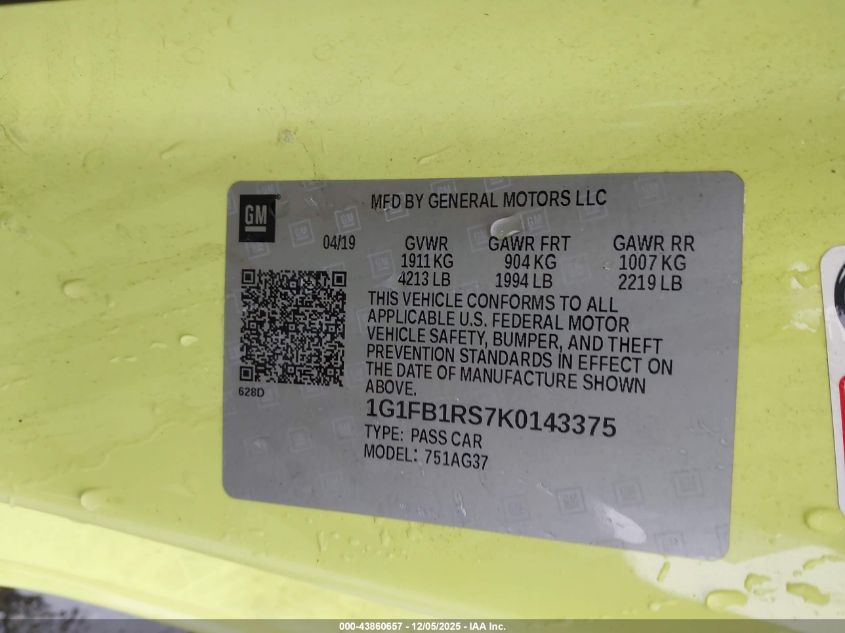 GM
MFD BY GENERAL MOTORS LLC
04/19
GVWR GAWR FRT GAWR RR
1911 KG 904 KG 1007 KG
4213 LB 1994 LB 2219 LB
THIS VEHICLE CONFORMS TO ALL
APPLICABLE U.S. FEDERAL MOTOR
VEHICLE SAFETY, BUMPER, AND THEFT
PREVENTION STANDARDS IN EFFECT ON
THE DATE OF MANUFACTURE SHOWN
ABOVE.
628D
1G1FB1RS7K0143375
TYPE: PASS CAR
MODEL: 751AG37
000-43860657 - 12/05/2025 - IAA Inc.